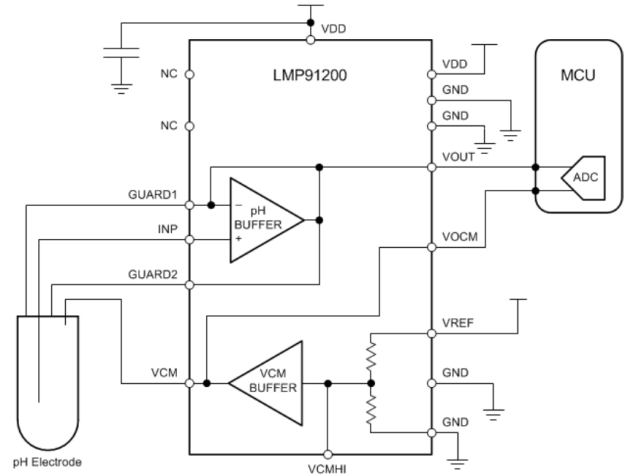 VDD
NC
LMP91200
VDD
MCU
GND
NC
GND
VOUT
ADC
GUARD1
−
pH
BUFFER
INP
+
VOCM
GUARD2
VREF
VCM
VCM
BUFFER
GND
GND
pH Electrode
VCMHI